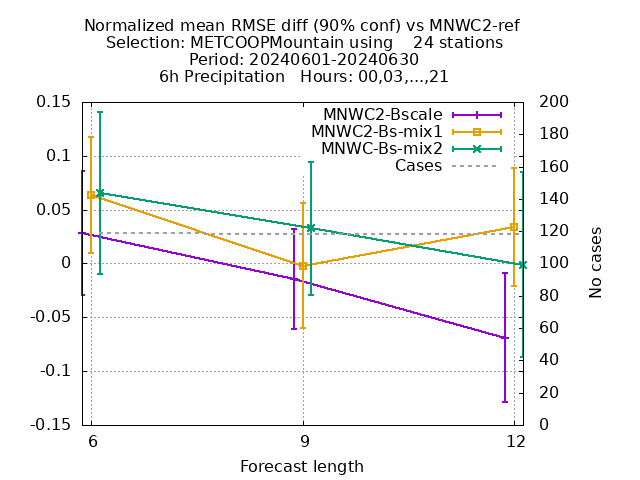 Normalized mean RMSE diff (90% conf) vs MNWC2-ref
Selection: METCOOPMountain using    24 stations
Period: 20240601-20240630
6h Precipitation   Hours: 00,03,...,21
MNWC2-Bscale
MNWC2-Bs-mix1
MNWC-Bs-mix2
Cases
0.15
0.1
0.05
0
-0.05
-0.1
-0.15
200
180
160
140
120
100
80
60
40
20
0
No cases
6
9
12
Forecast length